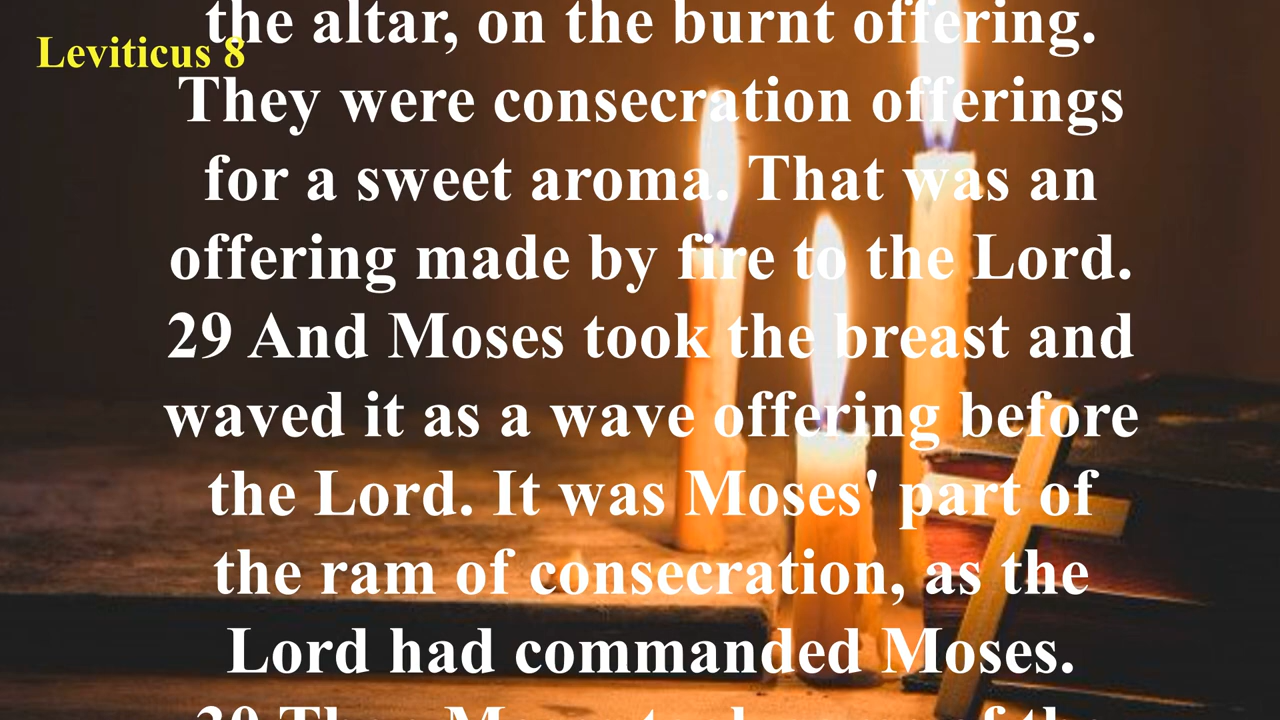 the altar, on the burnt offering.
Leviticus 8
They were consecration offerings
for a sweet aroma. That was an
offering made by fire to the Lord.
29 And Moses took the breast and
waved it as a wave offering before
the Lord. It was Moses' part of
the ram of consecration, as the
Lord had commanded Moses.